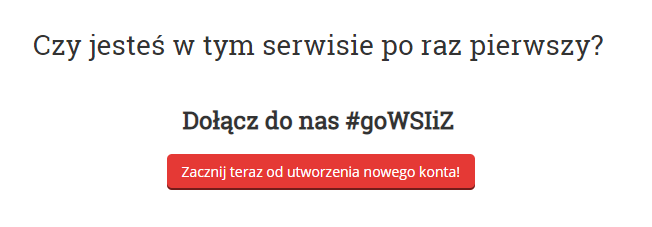 Czy jesteś w tym serwisie po raz pierwszy?
Dołącz do nas #goWSIiZ
Zacznij teraz od utworzenia nowego konta!